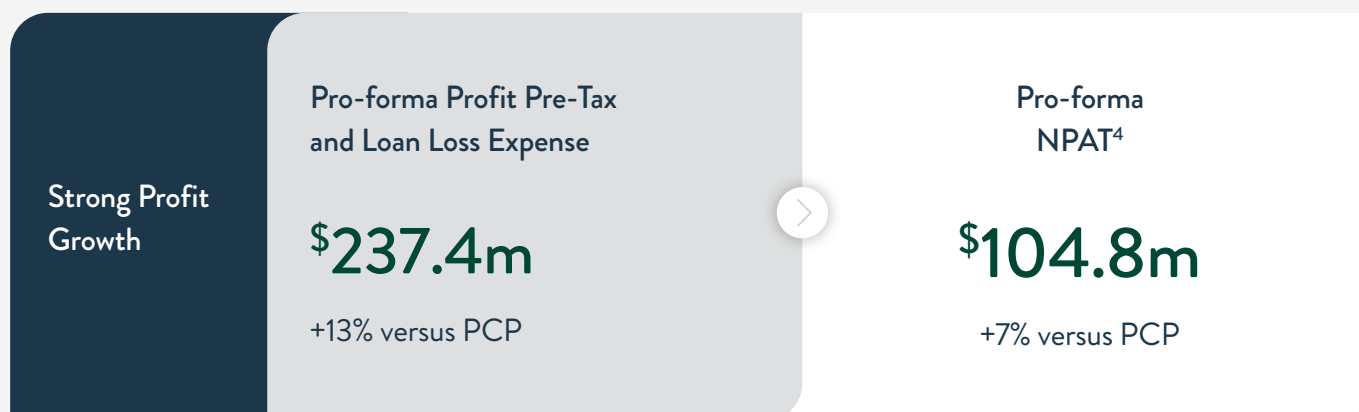 Strong Profit
Growth
Pro-forma Profit Pre-Tax
and Loan Loss Expense
$237.4m
+13% versus PCP
Pro-forma
NPAT⁴
$104.8m
+7% versus PCP